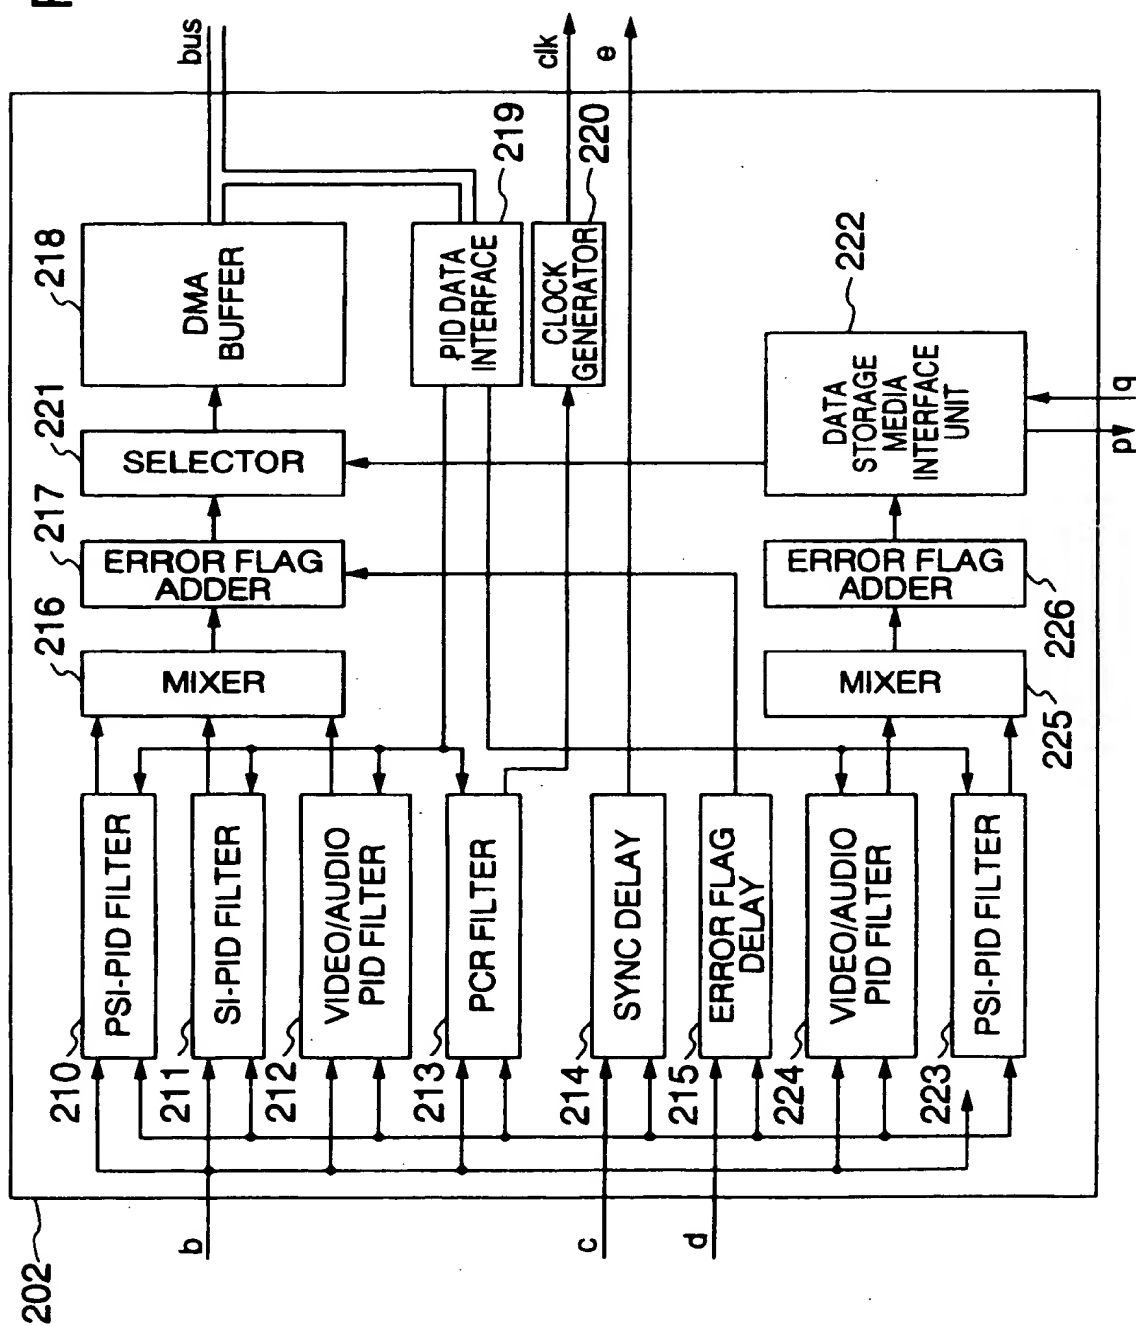 202
b
c
d
210
PSI-PID FILTER
211
SI-PID FILTER
212
VIDEO/AUDIO
PID FILTER
213
PCR FILTER
214
SYNC DELAY
215
ERROR FLAG
DELAY
224
VIDEO/AUDIO
PID FILTER
223
PSI-PID FILTER
216
MIXER
217
ERROR FLAG
ADDER
221
SELECTOR
218
DMA
BUFFER
PID DATA
INTERFACE
219
CLOCK
GENERATOR
220
225
MIXER
226
ERROR FLAG
ADDER
222
DATA
STORAGE
MEDIA
INTERFACE
UNIT
bus
clk
e
p
q